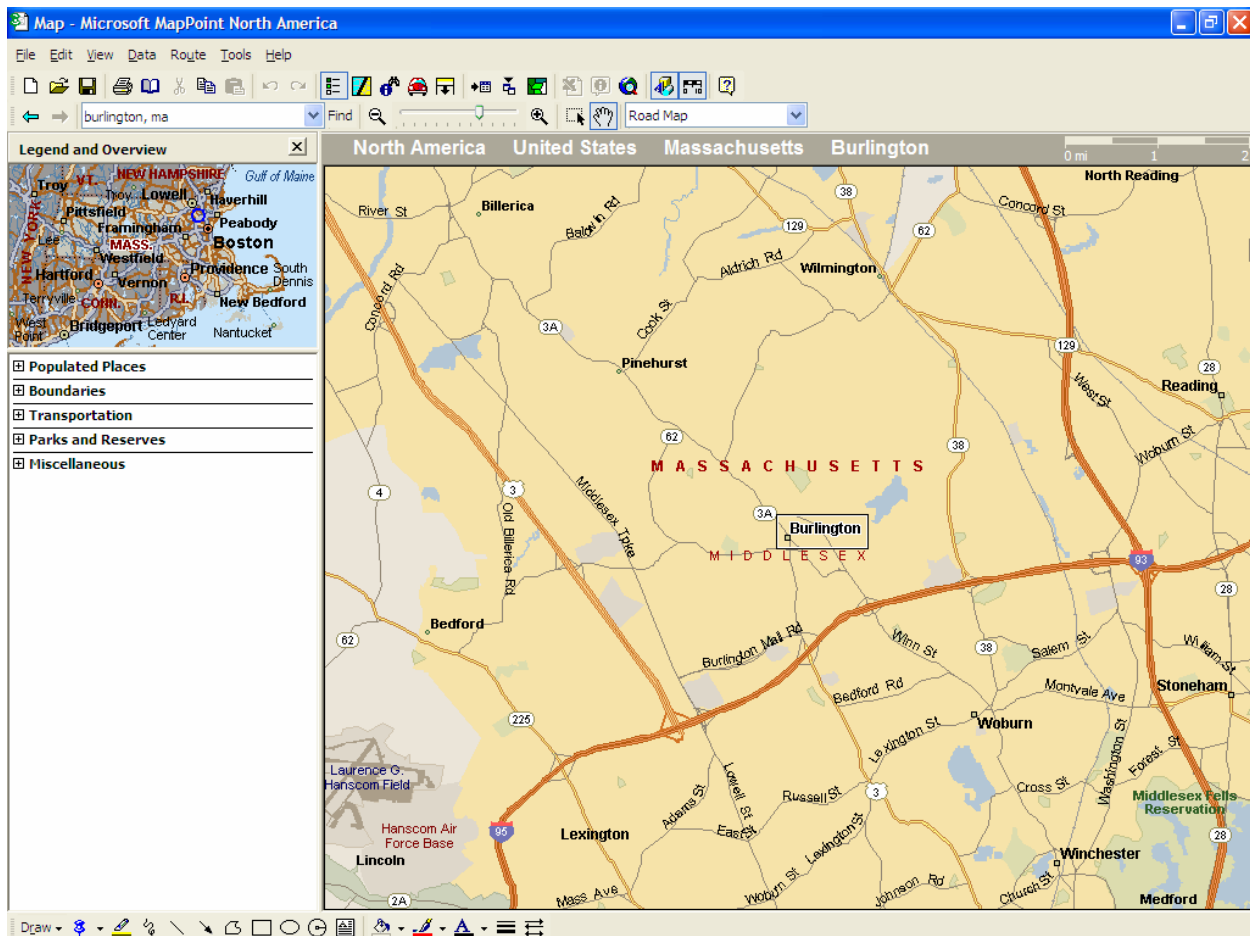 Map - Microsoft MapPoint North America
File Edit View Data Route Tools Help
burlington, ma Find Road Map
Legend and Overview
North America United States Massachusetts Burlington
0 mi 1 2
Troy VT. NEW HAMPSHIRE Gulf of Maine
Troy Lowell Haverhill
Pittsfield Peabody
Framingham
Lee MASS. Boston
Westfield
NEW YORK
Hartford Providence South Dennis
Vernon
Terryville CONN. R.I. New Bedford
West Point Bridgeport Ledyard Center Nantucket
Populated Places
Boundaries
Transportation
Parks and Reserves
Miscellaneous
North Reading
River St Billerica 38 Concord St
Baldwin Rd 129 62
Aldrich Rd Wilmington
Concord Rd
Cook St
3A
129
Pinehurst 28
West St Reading
62 38 Woburn St
MASSACHUSETTS
4 3 Middlesex Tpke
Old Billerica Rd
3A Burlington
MIDDLESEX
93
28
Bedford
62 Burlington Mall Rd Winn St 38 Salem St William St
Bedford Rd Montvale Ave Stoneham
225 Woburn
Lexington St Washington St Forest St
Laurence G.
Hanscom Field
Lowell St Adams St Russell St 3 Cross St
Middlesex Fells
Reservation
Hanscom Air
Force Base
95 Lexington East St Lexington St 28
Lincoln Winchester
2A Mass Ave Woburn St Johnson Rd Church St Medford
Draw